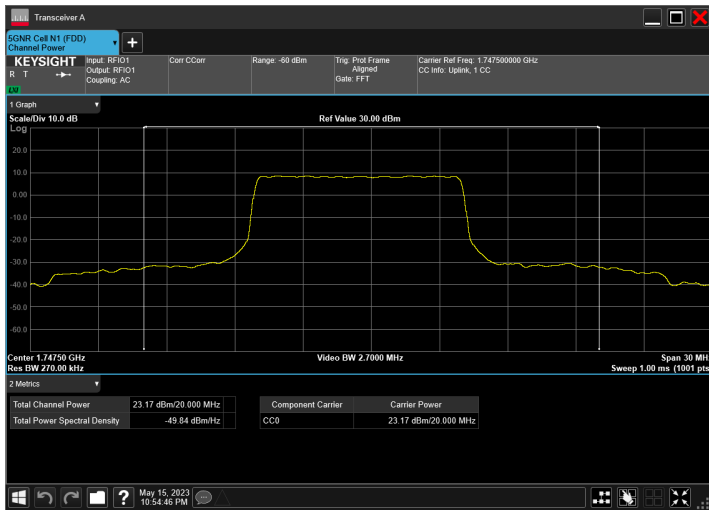 Transceiver A
5GNR Cell N1 (FDD)
Channel Power
KEYSIGHT
R T
LXI
Input: RFIO1
Output: RFIO1
Coupling: AC
Corr CCorr
Range: -60 dBm
Trig: Prot Frame
Aligned
Gate: FFT
Carrier Ref Freq: 1.747500000 GHz
CC Info: Uplink, 1 CC
1 Graph
Scale/Div 10.0 dB
Ref Value 30.00 dBm
Log
20.0
10.0
0.00
-10.0
-20.0
-30.0
-40.0
-50.0
-60.0
Center 1.74750 GHz
Video BW 2.7000 MHz
Span 30 MH
Res BW 270.00 kHz
Sweep 1.00 ms (1001 pts
2 Metrics
Total Channel Power 23.17 dBm/20.000 MHz
Total Power Spectral Density -49.84 dBm/Hz
Component Carrier Carrier Power
CC0 23.17 dBm/20.000 MHz
?
May 15, 2023
10:54:46 PM